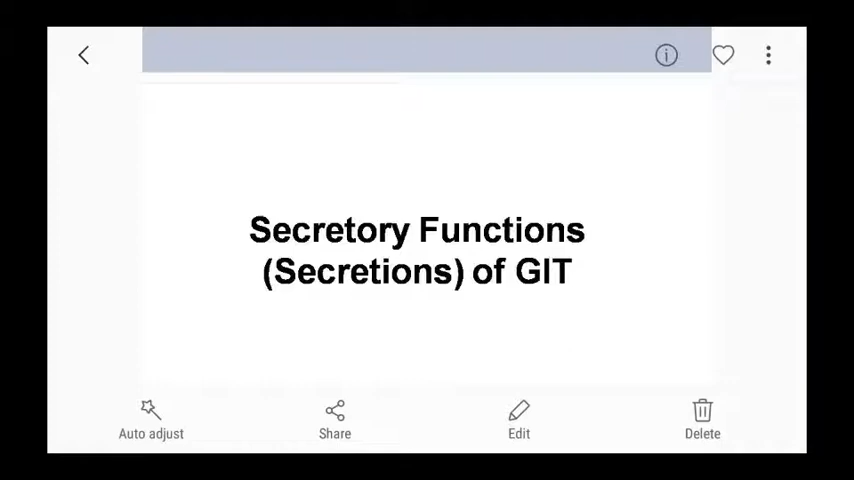 Secretory Functions
(Secretions) of GIT
Auto adjust
Share
Edit
Delete